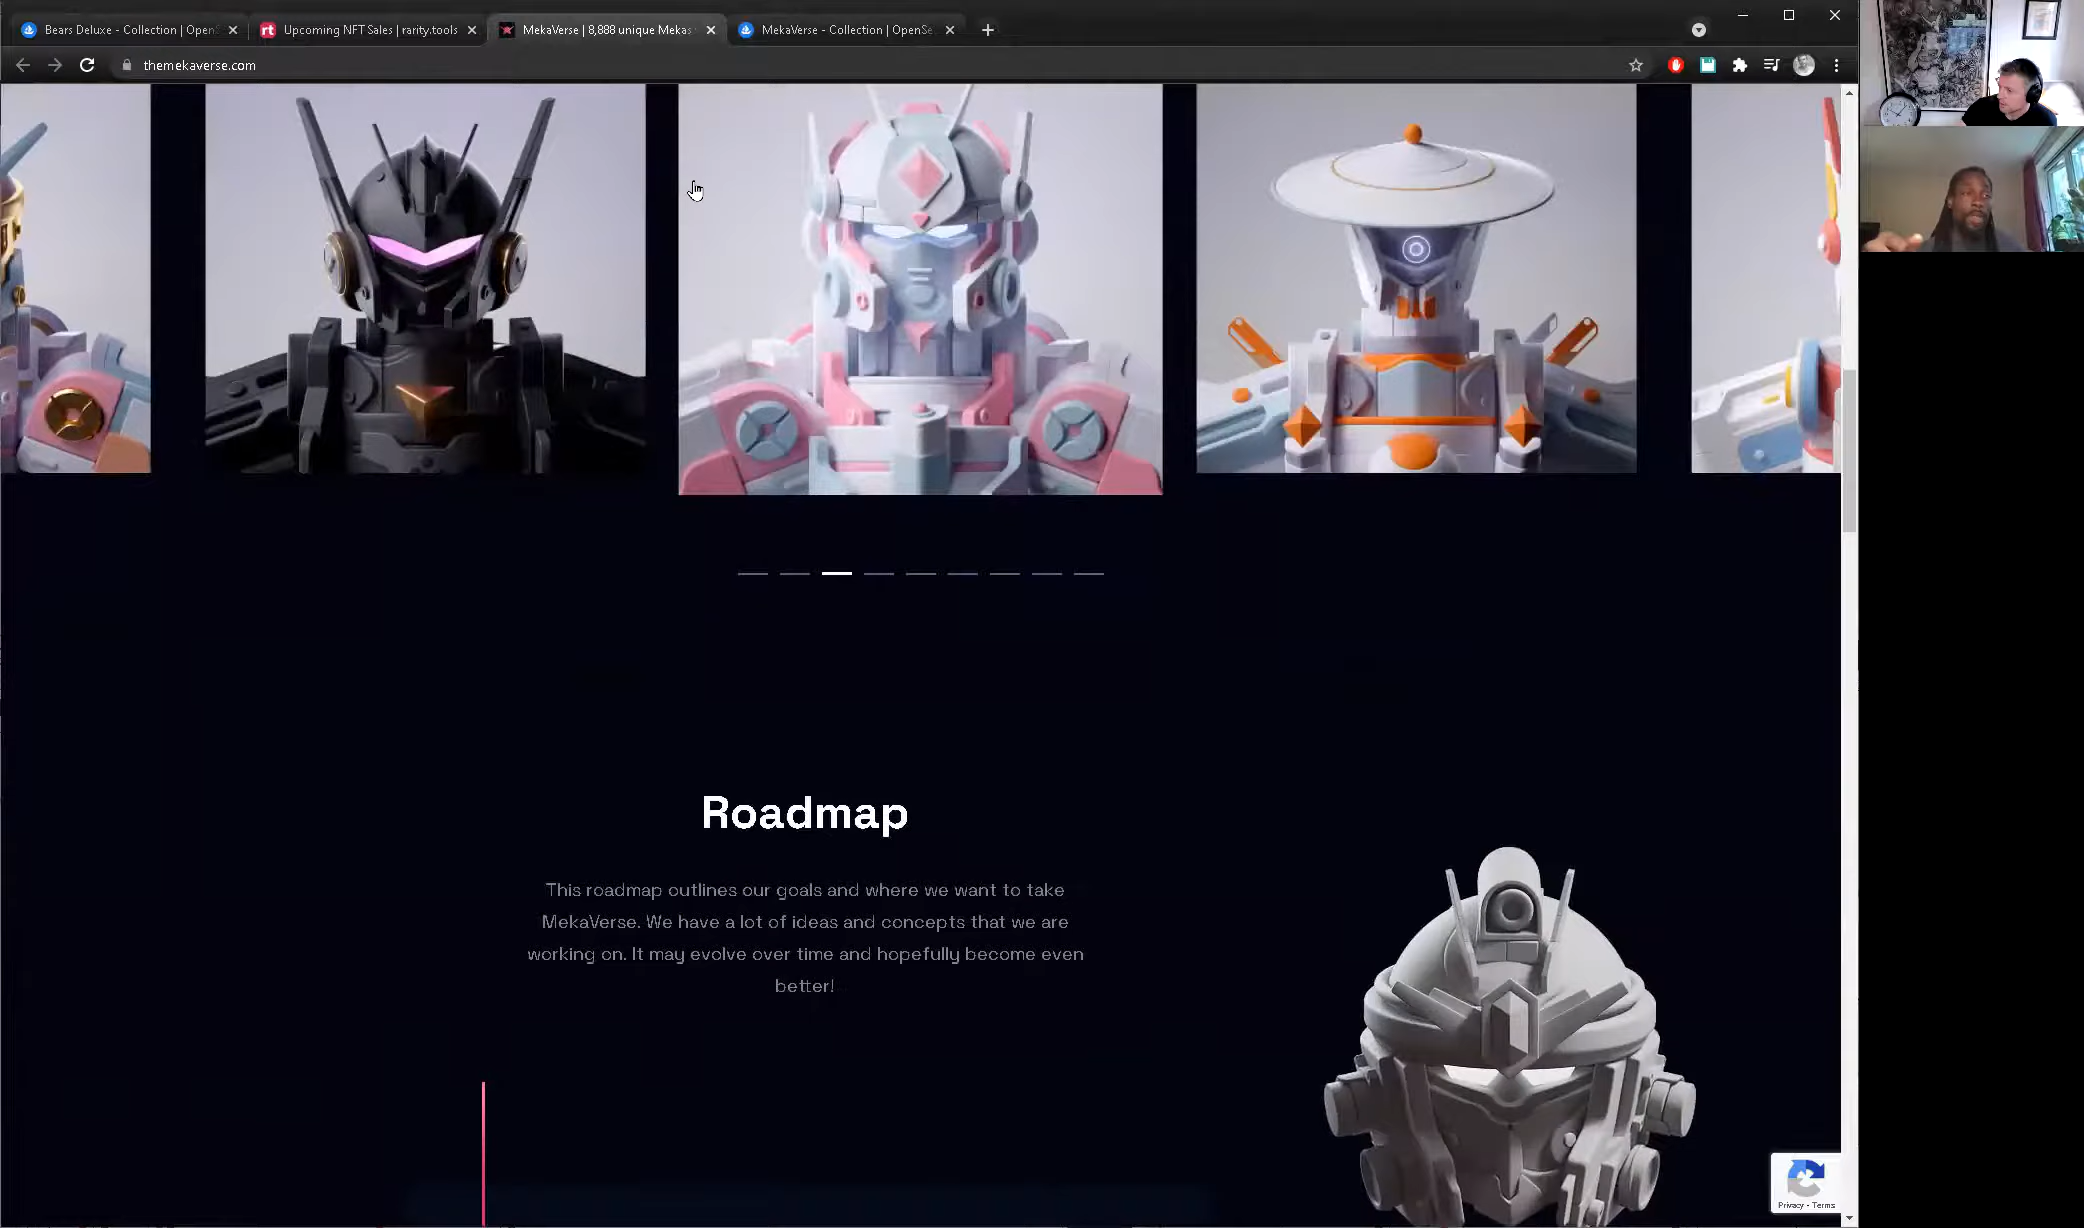 Bears Deluxe - Collection | Open
Upcoming NFT Sales | rarity.tools
MekaVerse | 8,888 unique Mekas
MekaVerse - Collection | OpenSe
themekaverse.com
Roadmap
This roadmap outlines our goals and where we want to take
MekaVerse. We have a lot of ideas and concepts that we are
working on. It may evolve over time and hopefully become even
better!
Privacy - Terms